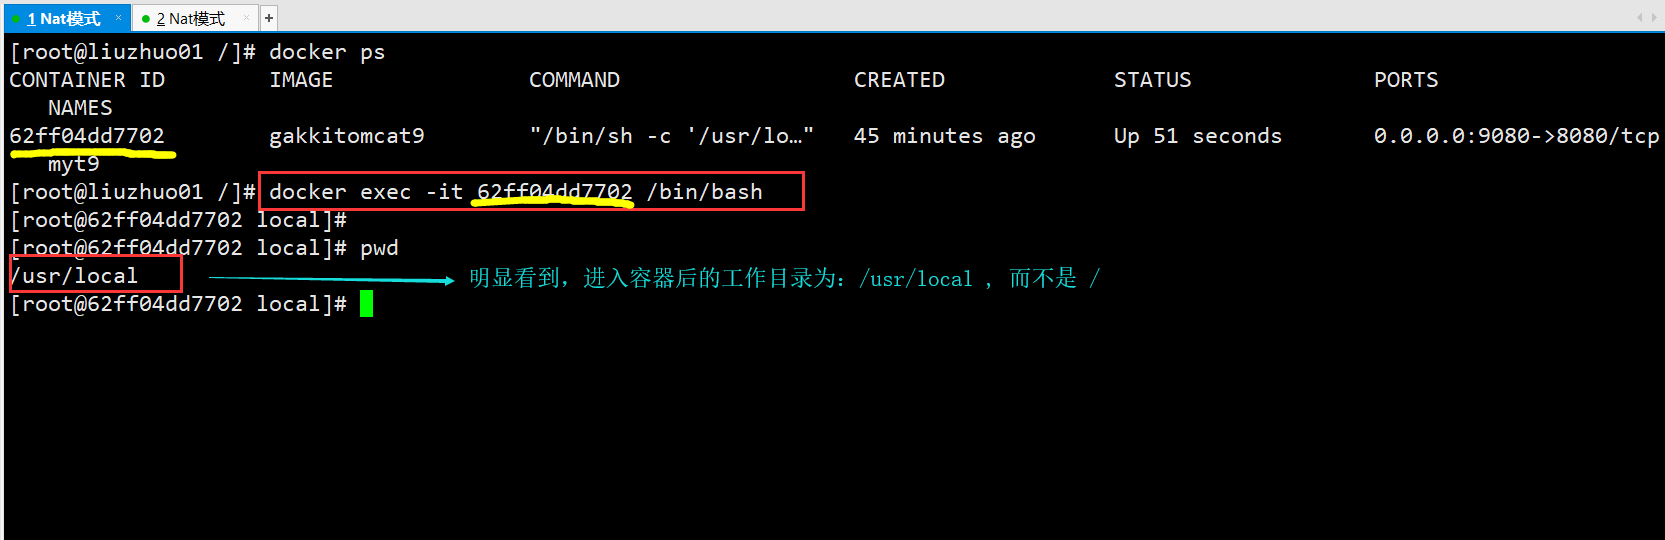 1 Nat模式 × 2 Nat模式 × +
[root@liuzhuo01 /]# docker ps
CONTAINER ID IMAGE COMMAND CREATED STATUS PORTS
NAMES
62ff04dd7702 gakkitomcat9 "/bin/sh -c '/usr/lo…" 45 minutes ago Up 51 seconds 0.0.0.0:9080->8080/tcp
myt9
[root@liuzhuo01 /]# docker exec -it 62ff04dd7702 /bin/bash
[root@62ff04dd7702 local]#
[root@62ff04dd7702 local]# pwd
/usr/local 明显看到，进入容器后的工作目录为：/usr/local ，而不是 /
[root@62ff04dd7702 local]#